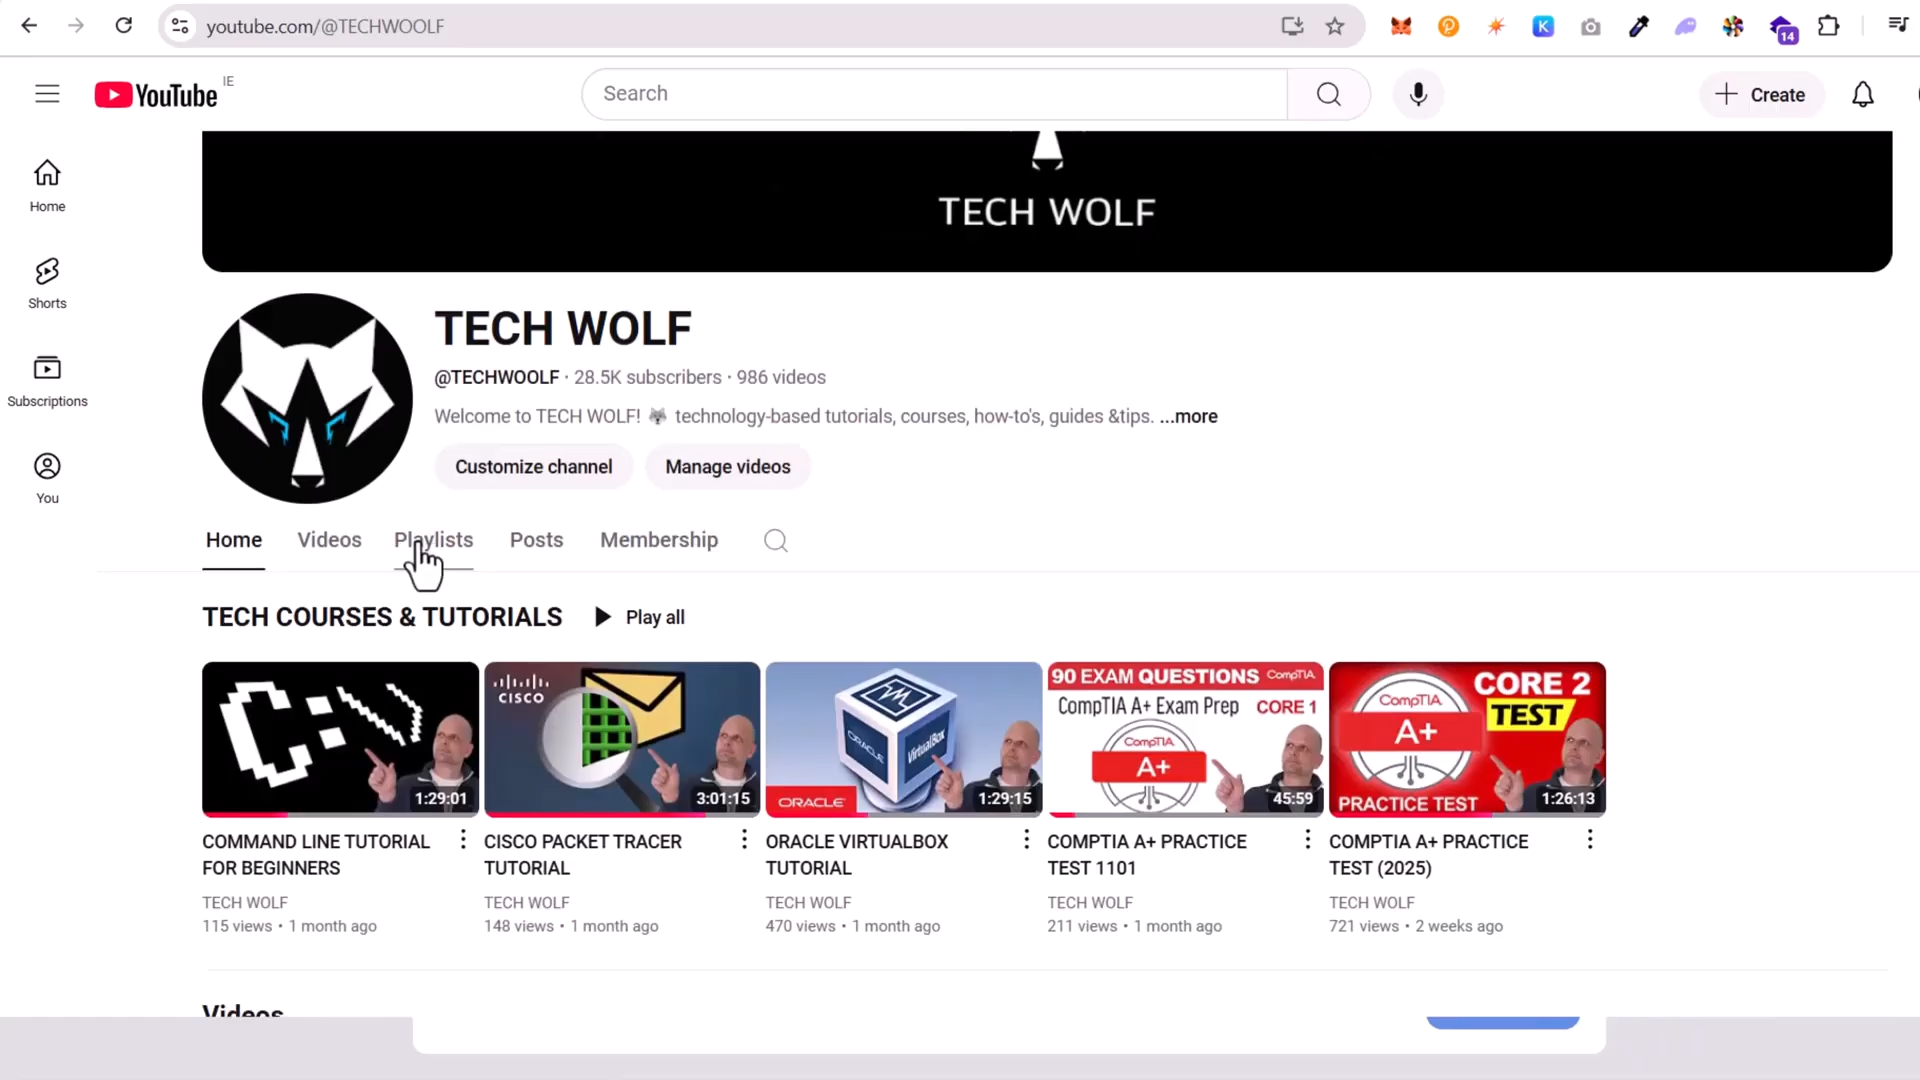 youtube.com/@TECHWOOLF
14
YouTube IE
Search
Create
TECH WOLF
Home
Shorts
Subscriptions
You
TECH WOLF
@TECHWOOLF · 28.5K subscribers · 986 videos
Welcome to TECH WOLF! 🐺 technology-based tutorials, courses, how-to's, guides &tips. ...more
Customize channel Manage videos
Home Videos Playlists Posts Membership
TECH COURSES & TUTORIALS Play all
C:\
1:29:01
CISCO
3:01:15
ORACLE
VirtualBox
ORACLE
1:29:15
90 EXAM QUESTIONS CompTIA
CompTIA A+ Exam Prep CORE 1
CompTIA
A+
45:59
CORE 2
TEST
CompTIA
A+
PRACTICE TEST
1:26:13
COMMAND LINE TUTORIAL
FOR BEGINNERS
TECH WOLF
115 views • 1 month ago
CISCO PACKET TRACER
TUTORIAL
TECH WOLF
148 views • 1 month ago
ORACLE VIRTUALBOX
TUTORIAL
TECH WOLF
470 views • 1 month ago
COMPTIA A+ PRACTICE
TEST 1101
TECH WOLF
211 views • 1 month ago
COMPTIA A+ PRACTICE
TEST (2025)
TECH WOLF
721 views • 2 weeks ago
Videos